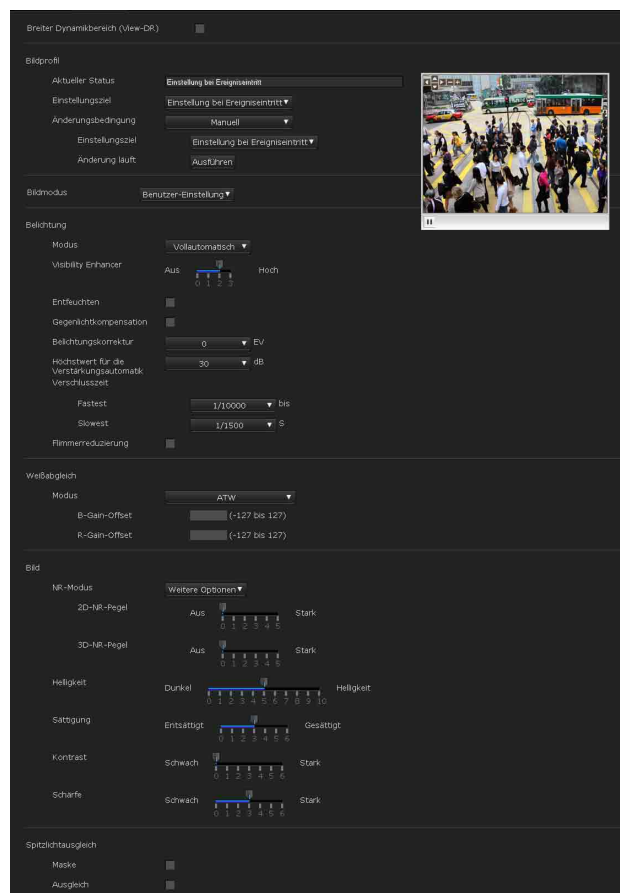 Breiter Dynamikbereich (View-DR)
Bildprofil
Aktueller Status Einstellung bei Ereigniseintritt
Einstellungsziel Einstellung bei Ereigniseintritt
Änderungsbedingung Manuell
Einstellungsziel Einstellung bei Ereigniseintritt
Änderung läuft Ausführen
Bildmodus Benutzer-Einstellung
Belichtung
Modus Vollautomatisch
Visibility Enhancer Aus Hoch
0 1 2 3
Entfeuchten
Gegenlichtkompensation
Belichtungskorrektur 0 EV
Höchstwert für die
Verstärkungsautomatik 30 dB
Verschlusszeit
Fastest 1/10000 bis
Slowest 1/1500 S
Flimmerreduzierung
Weißabgleich
Modus ATW
B-Gain-Offset (-127 bis 127)
R-Gain-Offset (-127 bis 127)
Bild
NR-Modus Weitere Optionen
2D-NR-Pegel Aus Stark
0 1 2 3 4 5
3D-NR-Pegel Aus Stark
0 1 2 3 4 5
Helligkeit Dunkel Helligkeit
0 1 2 3 4 5 6 7 8 9 10
Sättigung Entsättigt Gesättigt
0 1 2 3 4 5 6
Kontrast Schwach Stark
0 1 2 3 4 5 6
Schärfe Schwach Stark
0 1 2 3 4 5 6
Spitzlichtausgleich
Maske
Ausgleich